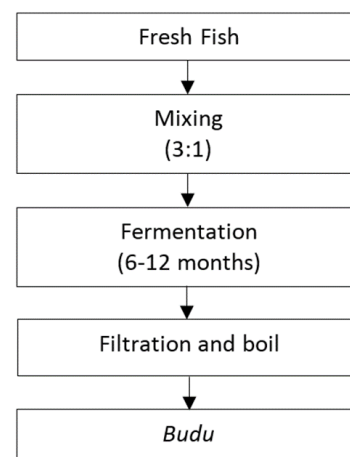 Fresh Fish
Mixing
(3:1)
Fermentation
(6-12 months)
Filtration and boil
Budu